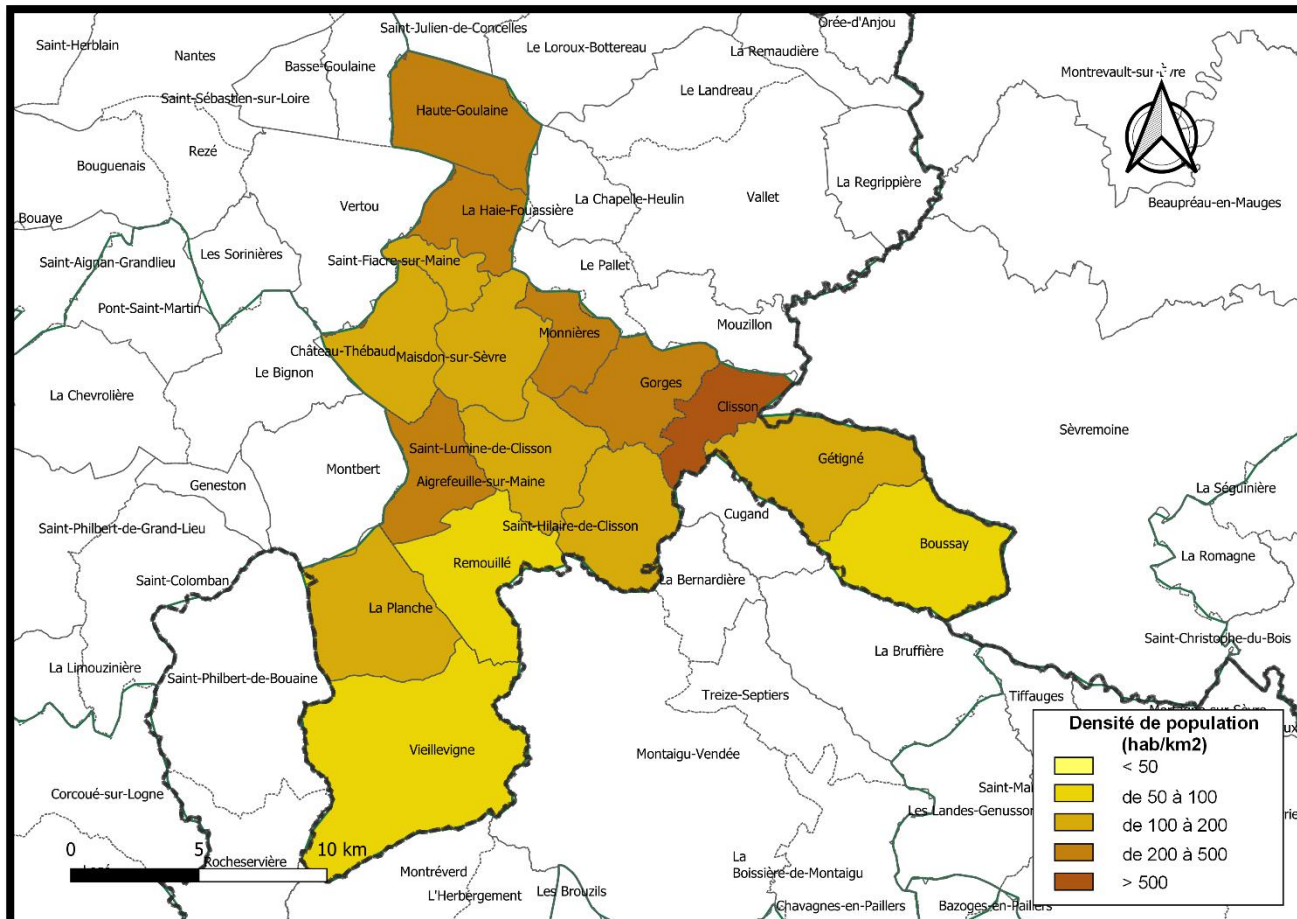 Saint-Julien-de-Concelles
Orée-d'Anjou
Saint-Herblain
Nantes
Basse-Goulaine
Le Loroux-Bottereau
La Remaudière
Montrevault-sur-Èvre
Saint-Sébastien-sur-Loire
Haute-Goulaine
Le Landreau
Rezé
Bouguenais
La Regrippière
Vertou
La Haie-Fouassière
La Chapelle-Heulin
Vallet
Beaupréau-en-Mauges
Bouaye
Les Sorinières
Saint-Aignan-Grandlieu
Saint-Fiacre-sur-Maine
Le Pallet
Pont-Saint-Martin
Mouzillon
Monnières
Château-Thébaud
Maisdon-sur-Sèvre
Le Bignon
Gorges
La Chevrolière
Clisson
Sèvremoine
Saint-Lumine-de-Clisson
Gétigné
Montbert
Aigrefeuille-sur-Maine
Geneston
La Séguinière
Saint-Philbert-de-Grand-Lieu
Saint-Hilaire-de-Clisson
Cugand
Boussay
La Romagne
Remouillé
Saint-Colomban
La Bernardière
La Planche
Saint-Christophe-du-Bois
La Bruffière
La Limouzinière
Saint-Philbert-de-Bouaine
Treize-Septiers
Tiffauges
Vieillevigne
Montaigu-Vendée
Corcoué-sur-Logne
Les Landes-Genusson
Rocheservière
Montréverd
La
Boissière-de-Montaigu
L'Herbergement
Les Brouzils
Chavagnes-en-Paillers
Bazoges-en-Paillers
Densité de population
(hab/km2)
< 50
de 50 à 100
de 100 à 200
de 200 à 500
> 500
0
5
10 km